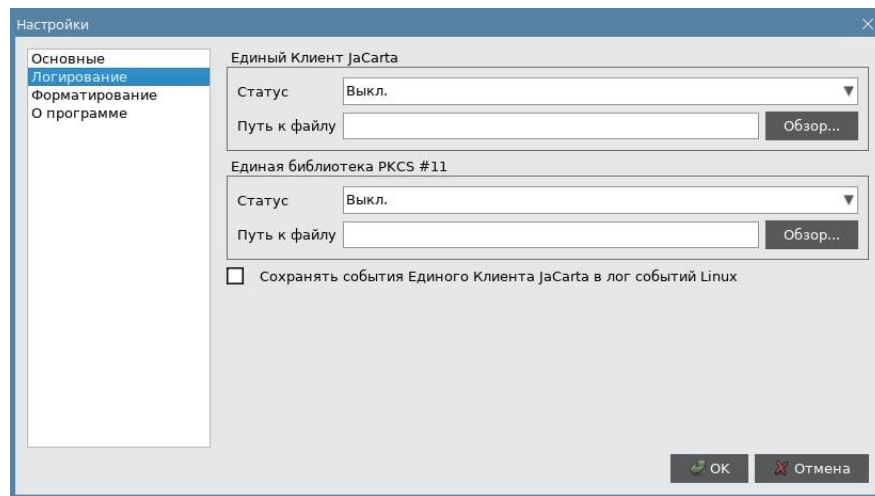 Настройки
Основные
Логирование
Форматирование
О программе
Единый Клиент JaCarta
Статус Выкл.
Путь к файлу Обзор...
Единая библиотека PKCS #11
Статус Выкл.
Путь к файлу Обзор...
Сохранять события Единого Клиента JaCarta в лог событий Linux
ОК Отмена